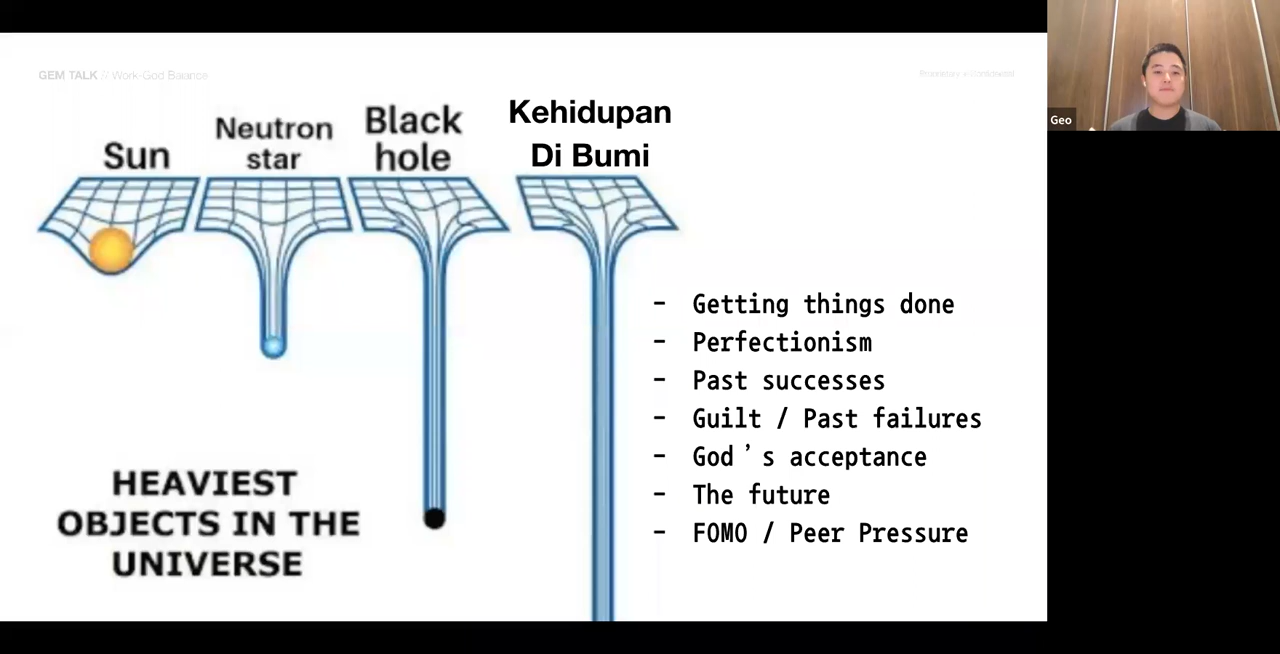 GEM TALK // Work-God Balance
Sun
Neutron
star
Black
hole
Kehidupan
Di Bumi
HEAVIEST
OBJECTS IN THE
UNIVERSE
- Getting things done
- Perfectionism
- Past successes
- Guilt / Past failures
- God ’ s acceptance
- The future
- FOMO / Peer Pressure
Geo